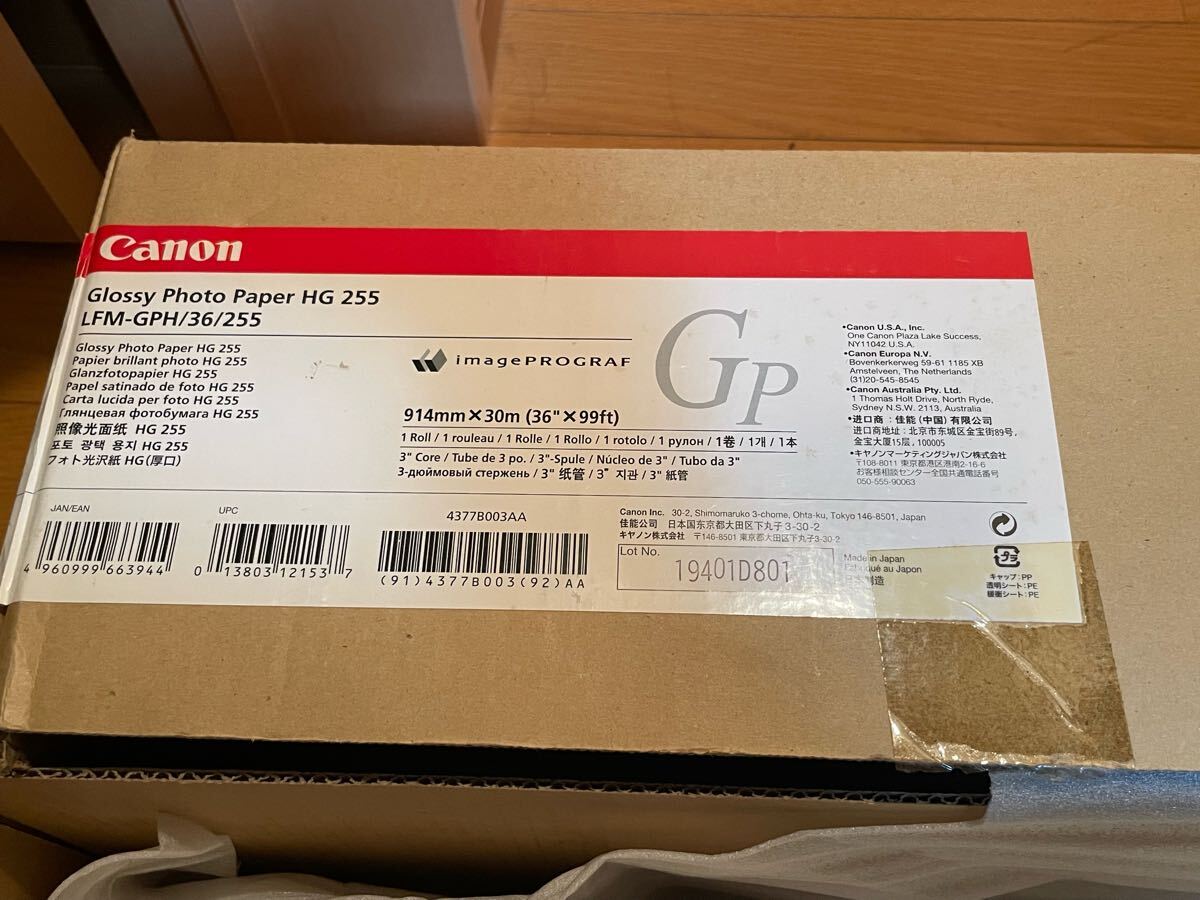 Canon
Glossy Photo Paper HG 255
LFM-GPH/36/255
Glossy Photo Paper HG 255
Papier brillant photo HG 255
Glanzfotopapier HG 255
Papel satinado de foto HG 255
Carta lucida per foto HG 255
Глянцевая фотобумага HG 255
照像光面纸 HG 255
포토 광택 용지 HG 255
フォト光沢紙 HG(厚口)
imagePROGRAF
GP
914mm×30m (36"×99ft)
1 Roll / 1 rouleau / 1 Rolle / 1 Rollo / 1 rotolo / 1 рулон / 1卷 / 1개 / 1本
3" Core / Tube de 3 po. / 3"-Spule / Núcleo de 3" / Tubo da 3"
3-дюймовый стержень / 3" 纸管 / 3" 지관 / 3" 紙管
•Canon U.S.A., Inc.
One Canon Plaza Lake Success,
NY11042 U.S.A.
•Canon Europa N.V.
Bovenkerkerweg 59-61 1185 XB
Amstelveen, The Netherlands
(31)20-545-8545
•Canon Australia Pty. Ltd.
1 Thomas Holt Drive, North Ryde,
Sydney N.S.W. 2113, Australia
•进口商：佳能（中国）有限公司
进口商地址：北京市东城区金宝街89号,
金宝大厦15层, 100005
•キヤノンマーケティングジャパン株式会社
〒108-8011 東京都港区港南2-16-6
お客様相談センター全国共通電話番号
050-555-90063
JAN/EAN
4 960999 663944
UPC
0 13803 12153 7
4377B003AA
(91)4377B003(92)AA
Canon Inc. 30-2, Shimomaruko 3-chome, Ohta-ku, Tokyo 146-8501, Japan
佳能公司 日本国东京都大田区下丸子 3-30-2
キヤノン株式会社 〒146-8501 東京都大田区下丸子3-30-2
Lot No.
19401D801
Made in Japan
Fabriqué au Japon
日本制造
プラ
キャップ:PP
透明シート:PE
緩衝シート:PE